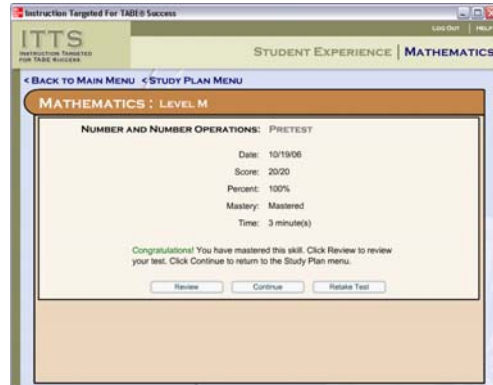 Instruction Targeted For TABE® Success
LOG OUT | HELP
ITTS
INSTRUCTION TARGETED
FOR TABE SUCCESS
STUDENT EXPERIENCE | MATHEMATICS
< BACK TO MAIN MENU < STUDY PLAN MENU
MATHEMATICS : LEVEL M
NUMBER AND NUMBER OPERATIONS: PRETEST
Date: 10/19/06
Score: 20/20
Percent: 100%
Mastery: Mastered
Time: 3 minute(s)
Congratulations! You have mastered this skill. Click Review to review
your test. Click Continue to return to the Study Plan menu.
Review Continue Retake Test